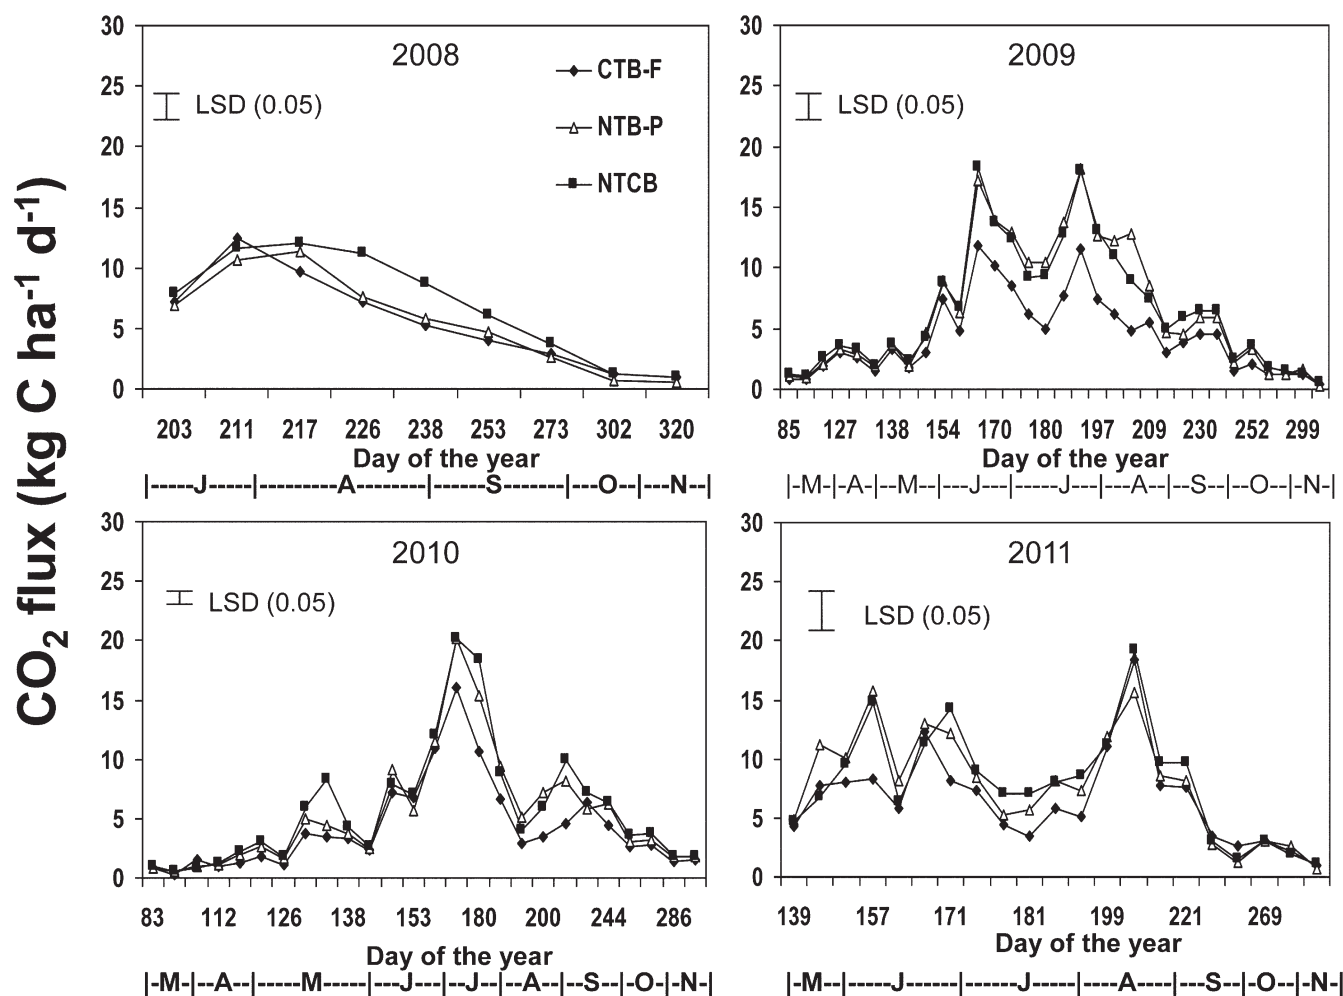 CO2 flux (kg C ha-1 d-1)
2008
LSD (0.05)
CTB-F
NTB-P
NTCB
30
25
20
15
10
5
0
203 211 217 226 238 253 273 302 320
Day of the year
|-----J-----|----------A---------|-------S--------|---O---|---N--|
2009
LSD (0.05)
30
25
20
15
10
5
0
85 127 138 154 170 180 197 209 230 252 299
Day of the year
|-M-|-A--|---M---|----J----|-----J-----|---A---|--S---|---O---|-N-|
2010
LSD (0.05)
30
25
20
15
10
5
0
83 112 126 138 153 180 200 244 286
Day of the year
|-M-|--A---|------M------|---J---|--J---|--A---|--S---|--O--|-N--|
2011
LSD (0.05)
30
25
20
15
10
5
0
139 157 171 181 199 221 269
Day of the year
|--M---|------J------|-------J------|-----A-----|---S---|--O--|--N--|